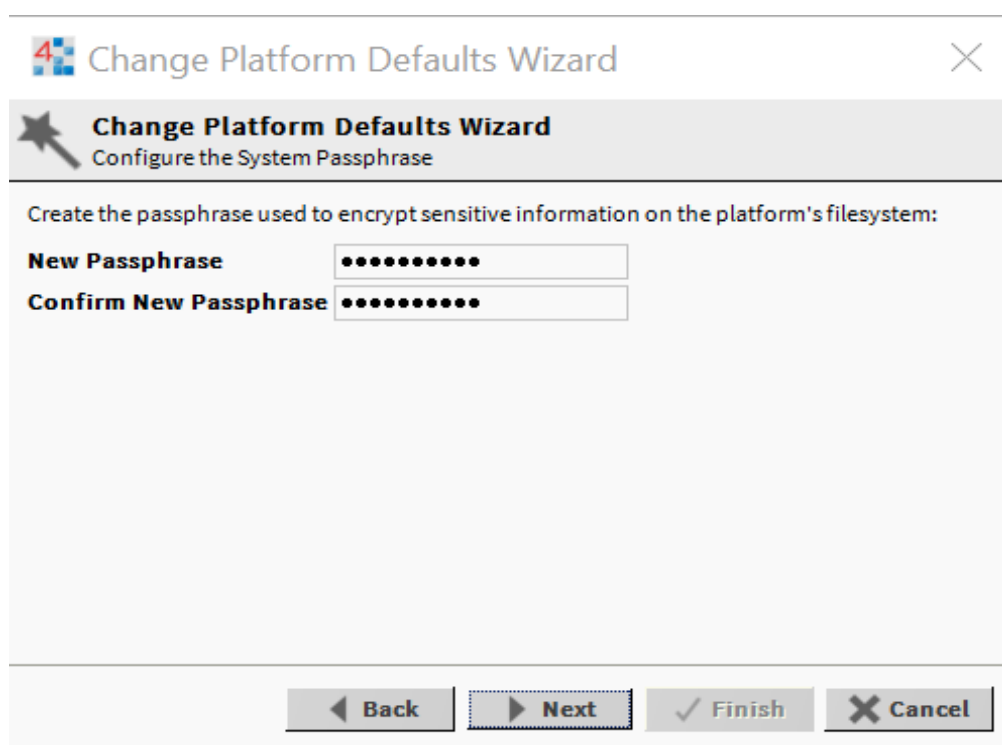 4 Change Platform Defaults Wizard
Change Platform Defaults Wizard
Configure the System Passphrase
Create the passphrase used to encrypt sensitive information on the platform's filesystem:
New Passphrase ••••••••••
Confirm New Passphrase ••••••••••
Back Next Finish Cancel